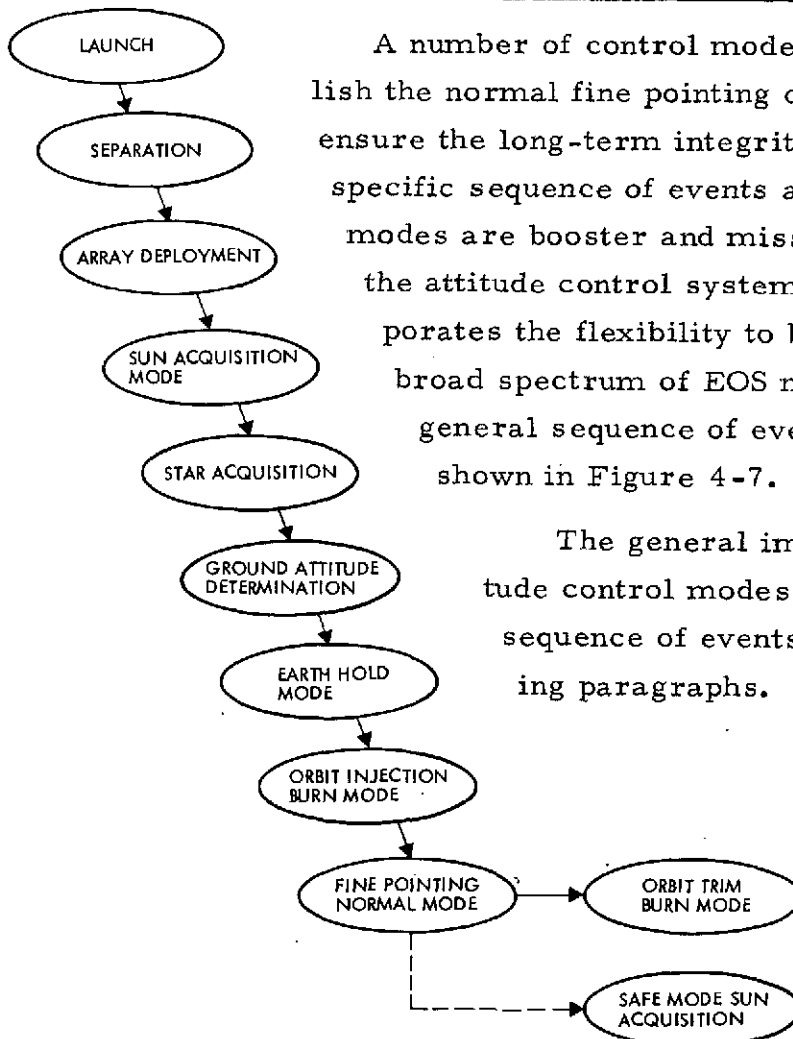 LAUNCH
SEPARATION
ARRAY DEPLOYMENT
SUN ACQUISITION
MODE
STAR ACQUISITION
GROUND ATTITUDE
DETERMINATION
EARTH HOLD
MODE
ORBIT INJECTION
BURN MODE
FINE POINTING
NORMAL MODE
ORBIT TRIM
BURN MODE
SAFE MODE SUN
ACQUISITION
A number of control mode
lish the normal fine pointing
ensure the long-term integrit
specific sequence of events a
modes are booster and miss
the attitude control system
porates the flexibility to b
broad spectrum of EOS
general sequence of eve
shown in Figure 4-7.
The general im
tude control modes
sequence of events
ing paragraphs.